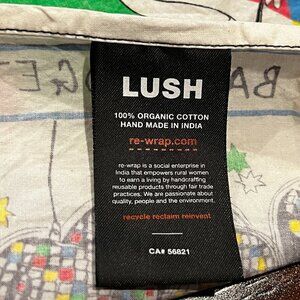 LUSH
100% ORGANIC COTTON
HAND MADE IN INDIA
re-wrap.com
re-wrap is a social enterprise in
India that empowers rural women
to earn a living by handcrafting
reusable products through fair trade
practices. We are passionate about
quality, people and the environment.
recycle reclaim reinvent
CA# 56821